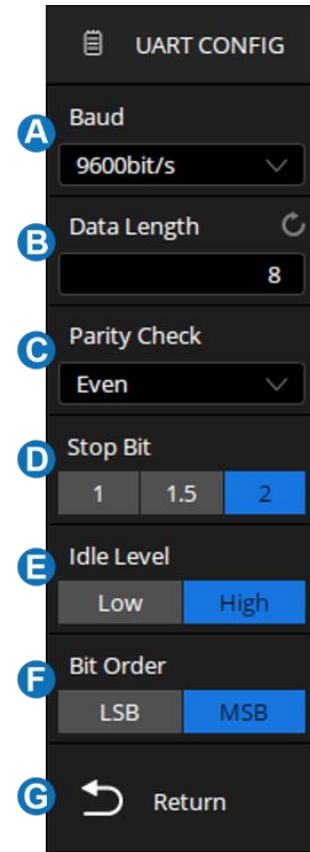 UART CONFIG
A Baud
9600bit/s
B Data Length
8
C Parity Check
Even
D Stop Bit
1 1.5 2
E Idle Level
Low High
F Bit Order
LSB MSB
G Return